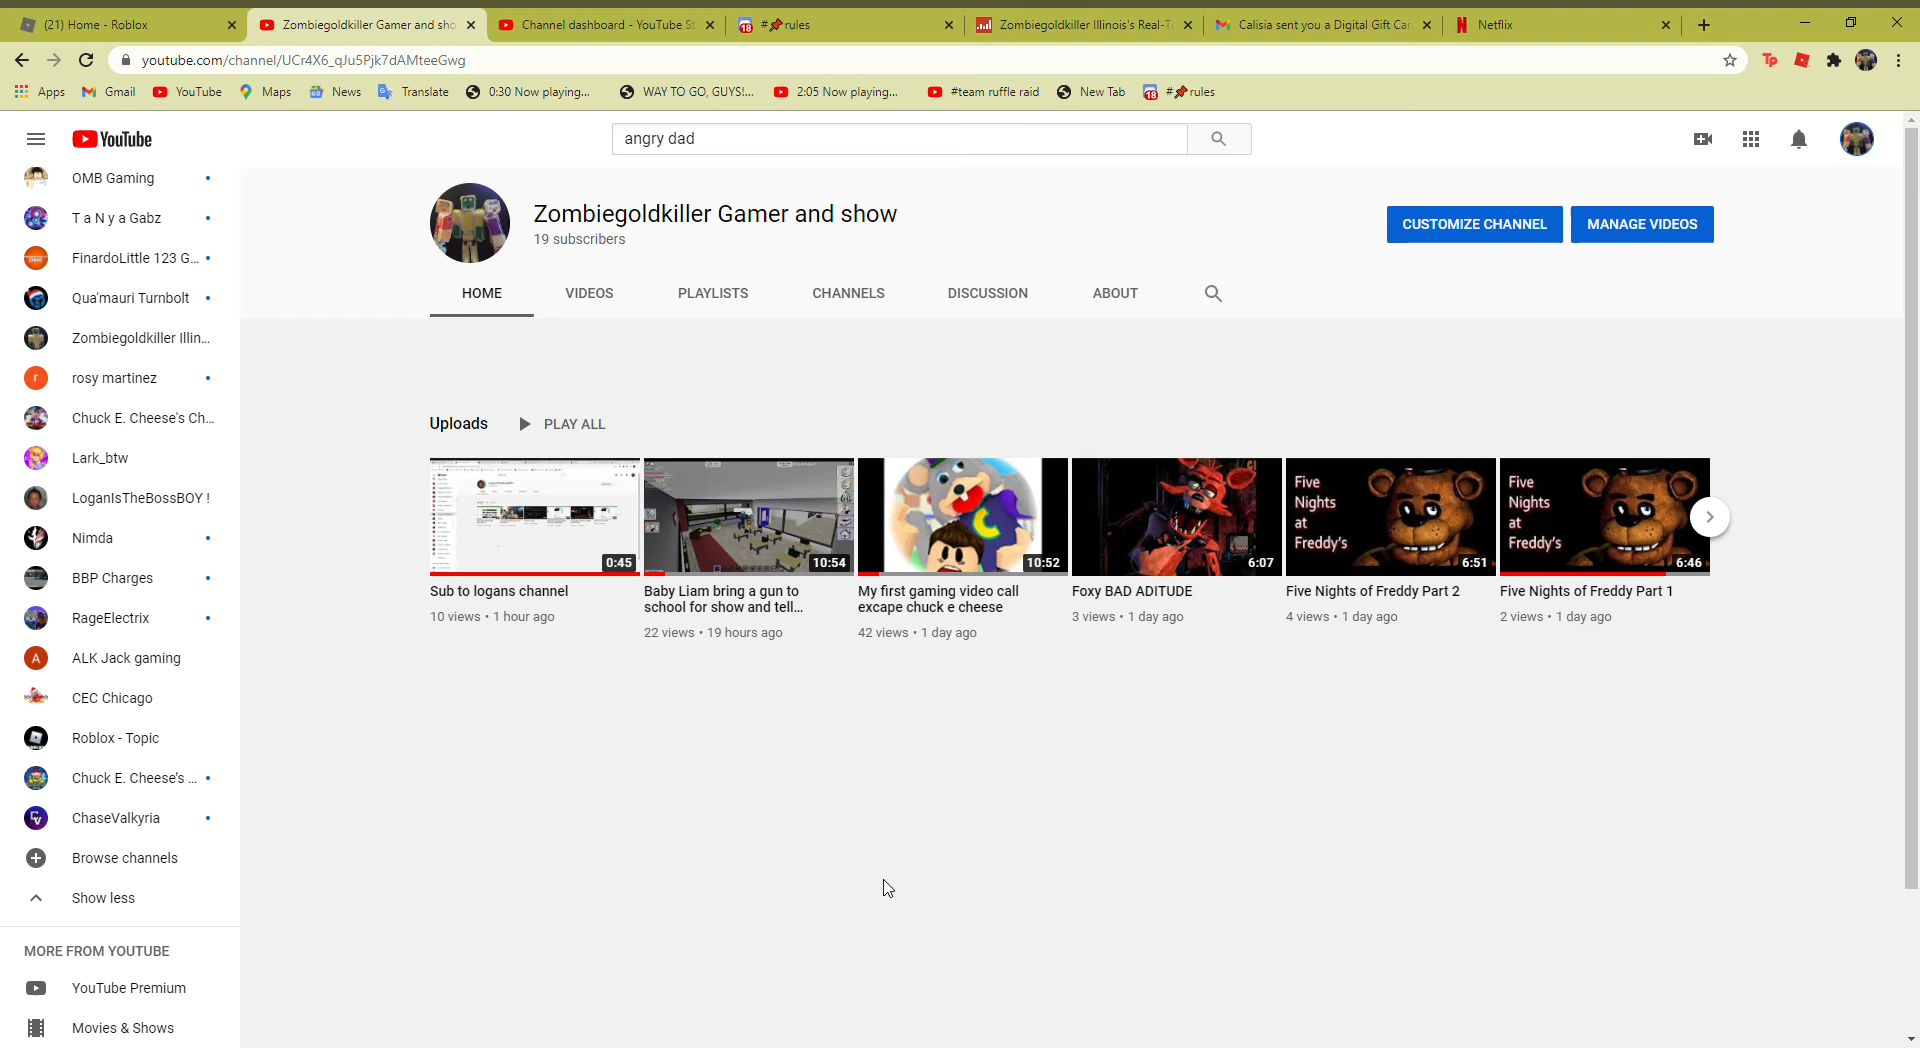 (21) Home - Roblox
Zombiegoldkiller Gamer and sho
Channel dashboard - YouTube St
#📌rules
Zombiegoldkiller Illinois's Real-Ti
Calisia sent you a Digital Gift Car
Netflix
youtube.com/channel/UCr4X6_qJu5Pjk7dAMteeGwg
Tp
Apps
Gmail
YouTube
Maps
News
Translate
0:30 Now playing...
WAY TO GO, GUYS!...
2:05 Now playing...
#team ruffle raid
New Tab
#📌rules
YouTube
angry dad
OMB Gaming
T a N y a Gabz
FinardoLittle 123 G...
Qua'mauri Turnbolt
Zombiegoldkiller Illin...
rosy martinez
Chuck E. Cheese's Ch...
Lark_btw
LoganIsTheBossBOY !
Nimda
BBP Charges
RageElectrix
ALK Jack gaming
CEC Chicago
Roblox - Topic
Chuck E. Cheese's ...
ChaseValkyria
Browse channels
Show less
MORE FROM YOUTUBE
YouTube Premium
Movies & Shows
Zombiegoldkiller Gamer and show
19 subscribers
CUSTOMIZE CHANNEL
MANAGE VIDEOS
HOME
VIDEOS
PLAYLISTS
CHANNELS
DISCUSSION
ABOUT
Uploads
PLAY ALL
0:45
Sub to logans channel
10 views • 1 hour ago
10:54
Baby Liam bring a gun to
school for show and tell...
22 views • 19 hours ago
10:52
My first gaming video call
excape chuck e cheese
42 views • 1 day ago
6:07
Foxy BAD ADITUDE
3 views • 1 day ago
Five
Nights
at
Freddy's
6:51
Five Nights of Freddy Part 2
4 views • 1 day ago
Five
Nights
at
Freddy's
6:46
Five Nights of Freddy Part 1
2 views • 1 day ago